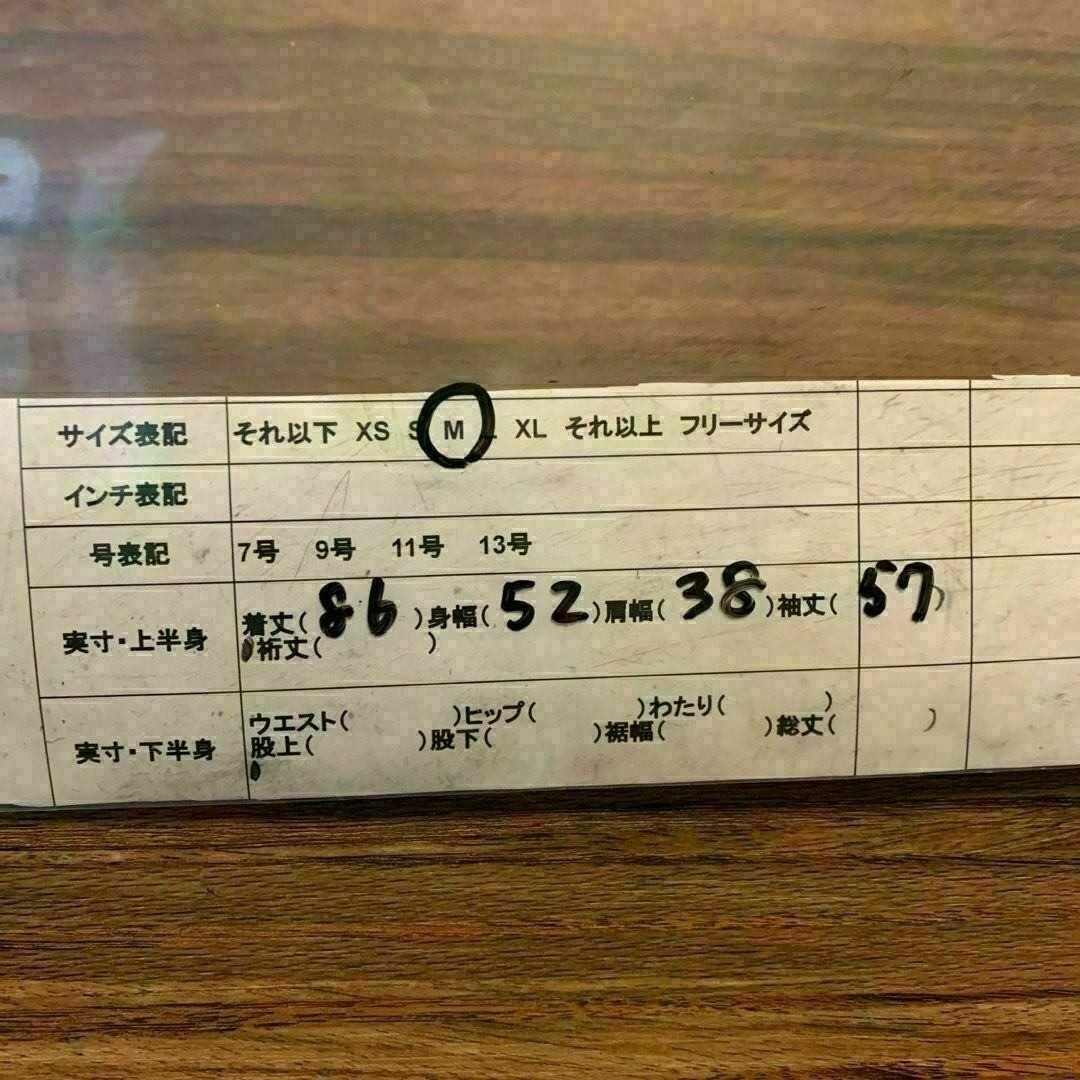 サイズ表記 それ以下 XS S M L XL それ以上 フリーサイズ
インチ表記
号表記 7号 9号 11号 13号
実寸・上半身 着丈( 86 )身幅( 52 )肩幅( 38 )袖丈( 57 )
裄丈( )
実寸・下半身 ウエスト( )ヒップ( )わたり( )
股上( )股下( )裾幅( )総丈( )